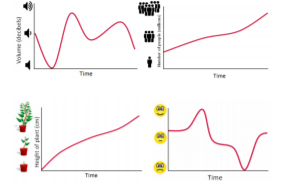 Volume (decibels)
Time
Number of people (millions)
Time
Height of plant (cm)
Time
Time